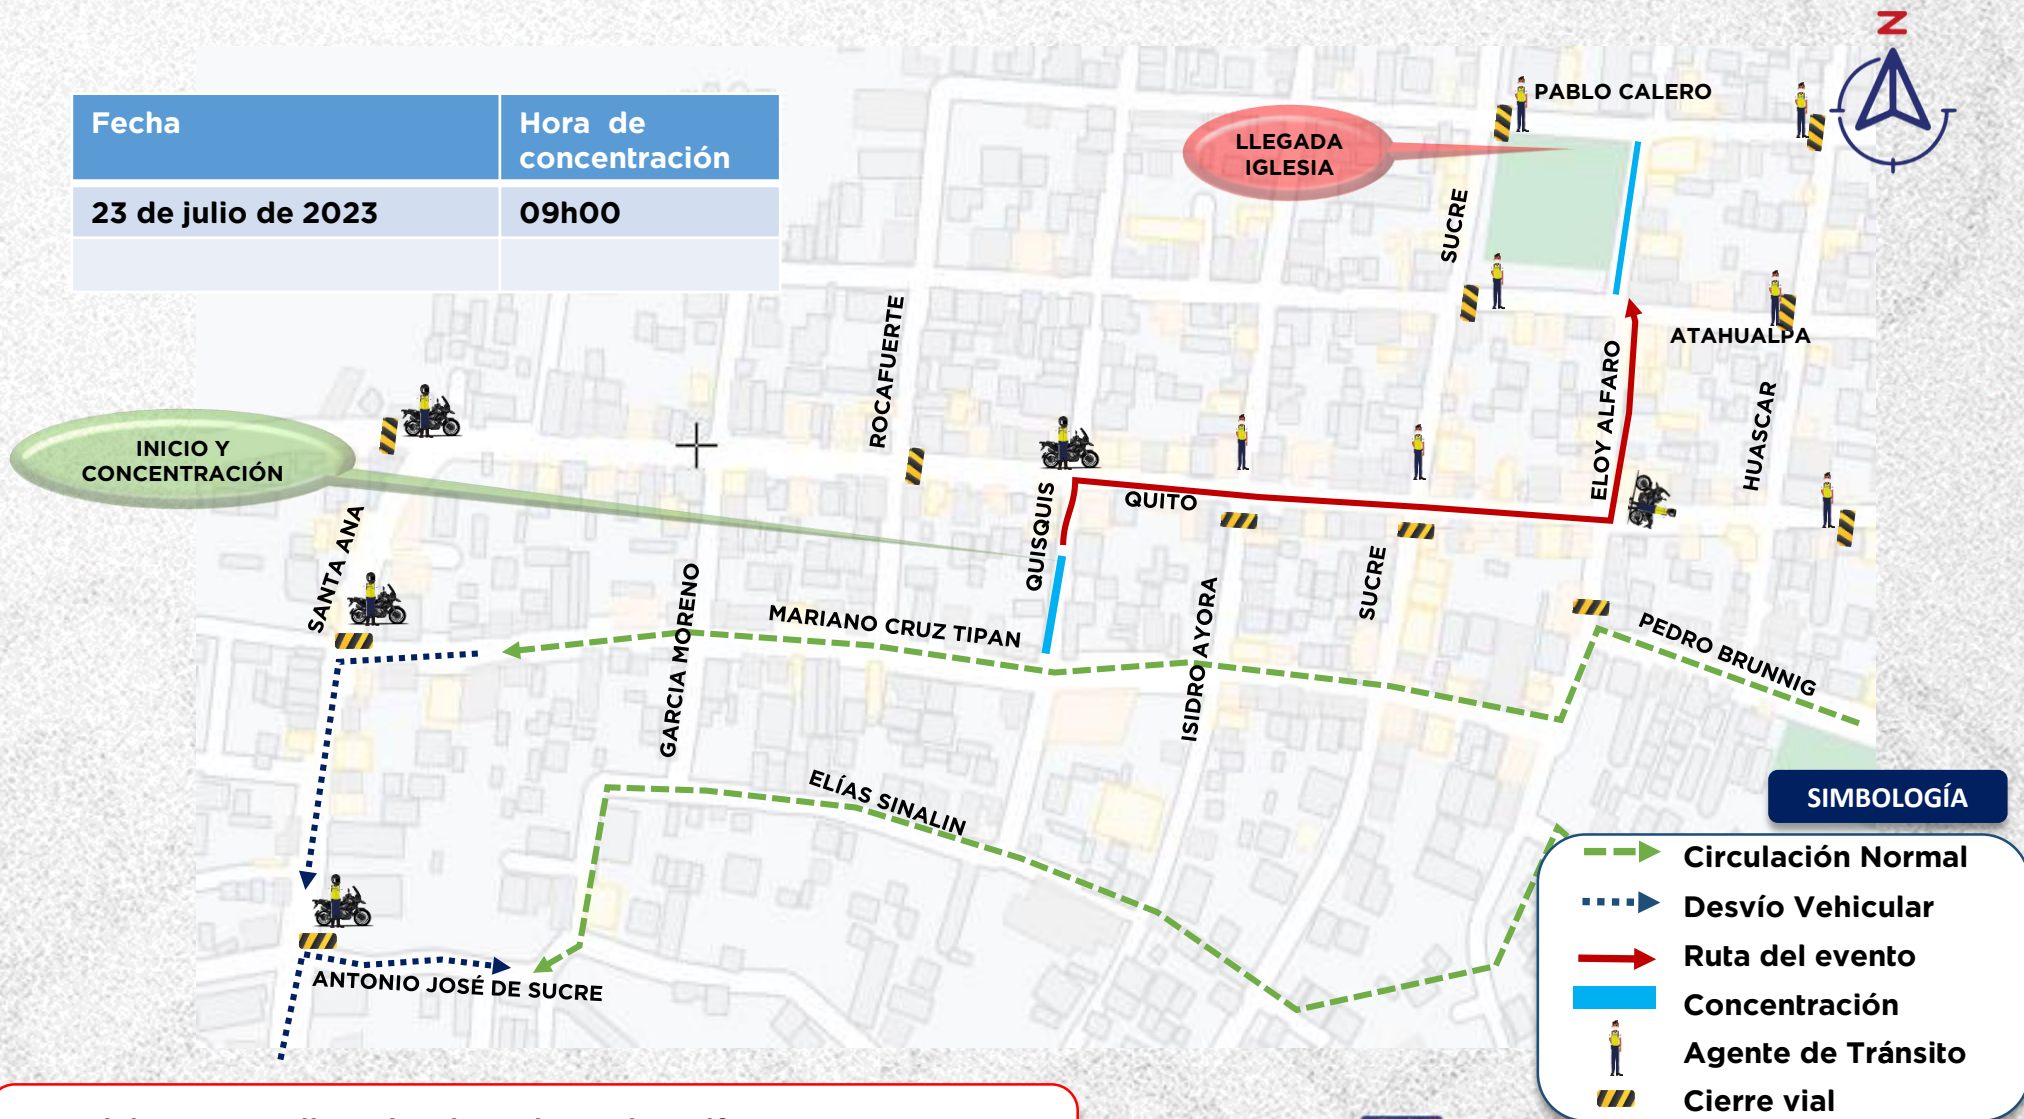 N
Fecha
Hora de
concentración
23 de julio de 2023
09h00
PABLO CALERO
LLEGADA
IGLESIA
SUCRE
ATAHUALPA
ROCAFUERTE
ELOY ALFARO
HUASCAR
INICIO Y
CONCENTRACIÓN
QUITO
QUISQUIS
SANTA ANA
GARCIA MORENO
MARIANO CRUZ TIPAN
ISIDRO AYORA
SUCRE
PEDRO BRUNNIG
ELÍAS SINALIN
ANTONIO JOSÉ DE SUCRE
SIMBOLOGÍA
Circulación Normal
Desvío Vehicular
Ruta del evento
Concentración
Agente de Tránsito
Cierre vial